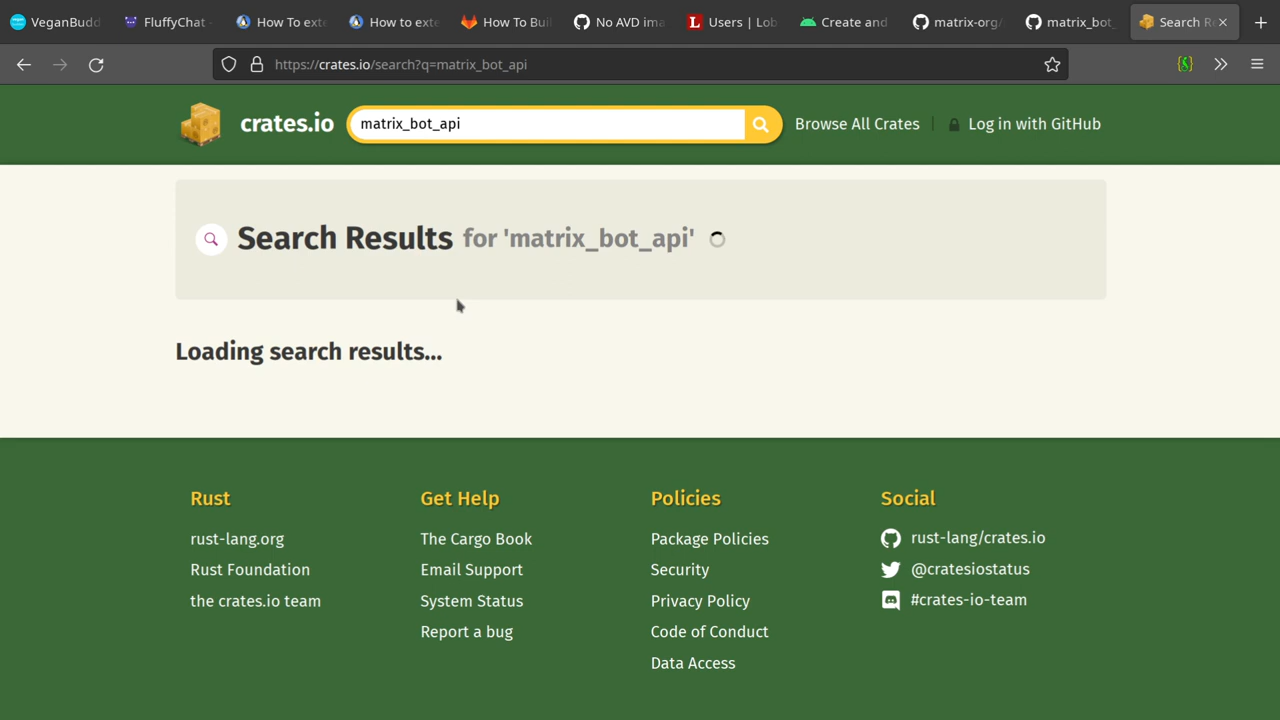 VeganBudd
FluffyChat -
How To exte
How to exte
How To Buil
No AVD ima
Users | Lob
Create and
matrix-org/
matrix_bot_
Search Re
https://crates.io/search?q=matrix_bot_api
crates.io
matrix_bot_api
Browse All Crates
Log in with GitHub
Search Results for 'matrix_bot_api'
Loading search results...
Rust
rust-lang.org
Rust Foundation
the crates.io team
Get Help
The Cargo Book
Email Support
System Status
Report a bug
Policies
Package Policies
Security
Privacy Policy
Code of Conduct
Data Access
Social
rust-lang/crates.io
@cratesiostatus
#crates-io-team